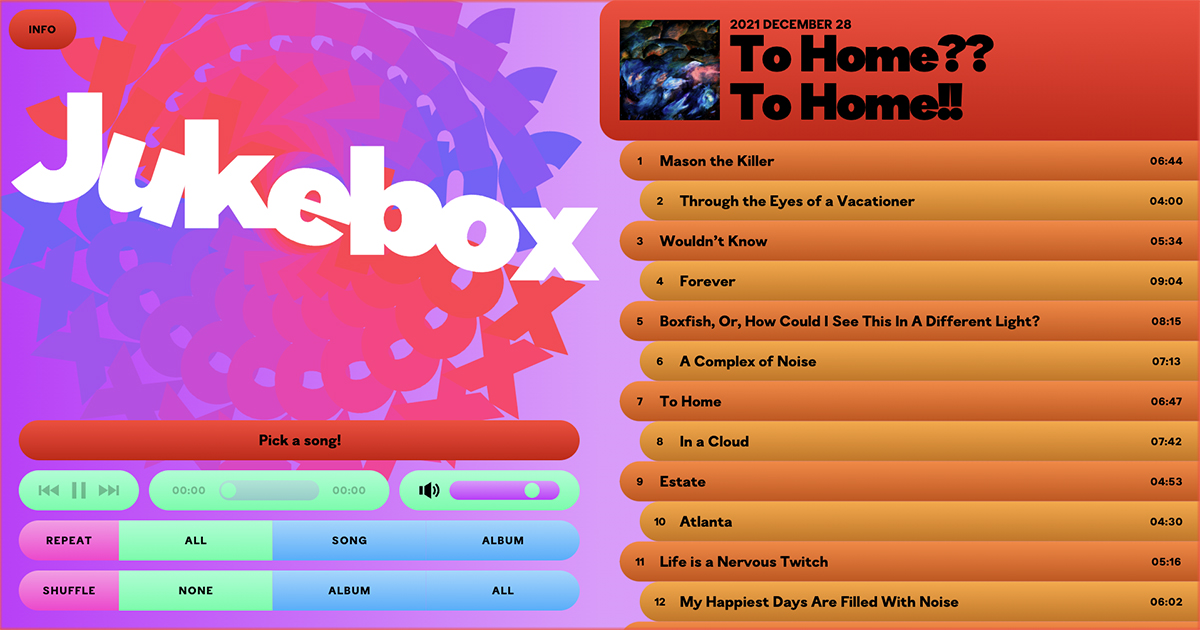 INFO
Jukebox
Pick a song!
00:00 00:00
REPEAT ALL SONG ALBUM
SHUFFLE NONE ALBUM ALL
2021 DECEMBER 28
To Home??
To Home!!
1 Mason the Killer 06:44
2 Through the Eyes of a Vacationer 04:00
3 Wouldn’t Know 05:34
4 Forever 09:04
5 Boxfish, Or, How Could I See This In A Different Light? 08:15
6 A Complex of Noise 07:13
7 To Home 06:47
8 In a Cloud 07:42
9 Estate 04:53
10 Atlanta 04:30
11 Life is a Nervous Twitch 05:16
12 My Happiest Days Are Filled With Noise 06:02